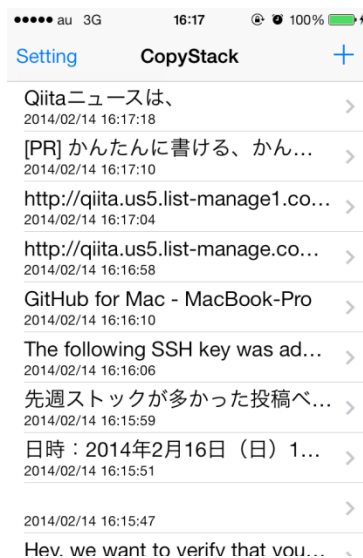 au 3G 16:17 100%
Setting CopyStack +
Qiitaニュースは、
2014/02/14 16:17:18
[PR] かんたんに書ける、かん…
2014/02/14 16:17:10
http://qiita.us5.list-manage1.co…
2014/02/14 16:17:04
http://qiita.us5.list-manage.co…
2014/02/14 16:16:58
GitHub for Mac - MacBook-Pro
2014/02/14 16:16:10
The following SSH key was ad…
2014/02/14 16:16:06
先週ストックが多かった投稿ベ…
2014/02/14 16:15:59
日時：2014年2月16日（日）1…
2014/02/14 16:15:51
2014/02/14 16:15:47
Hey, we want to verify that you…